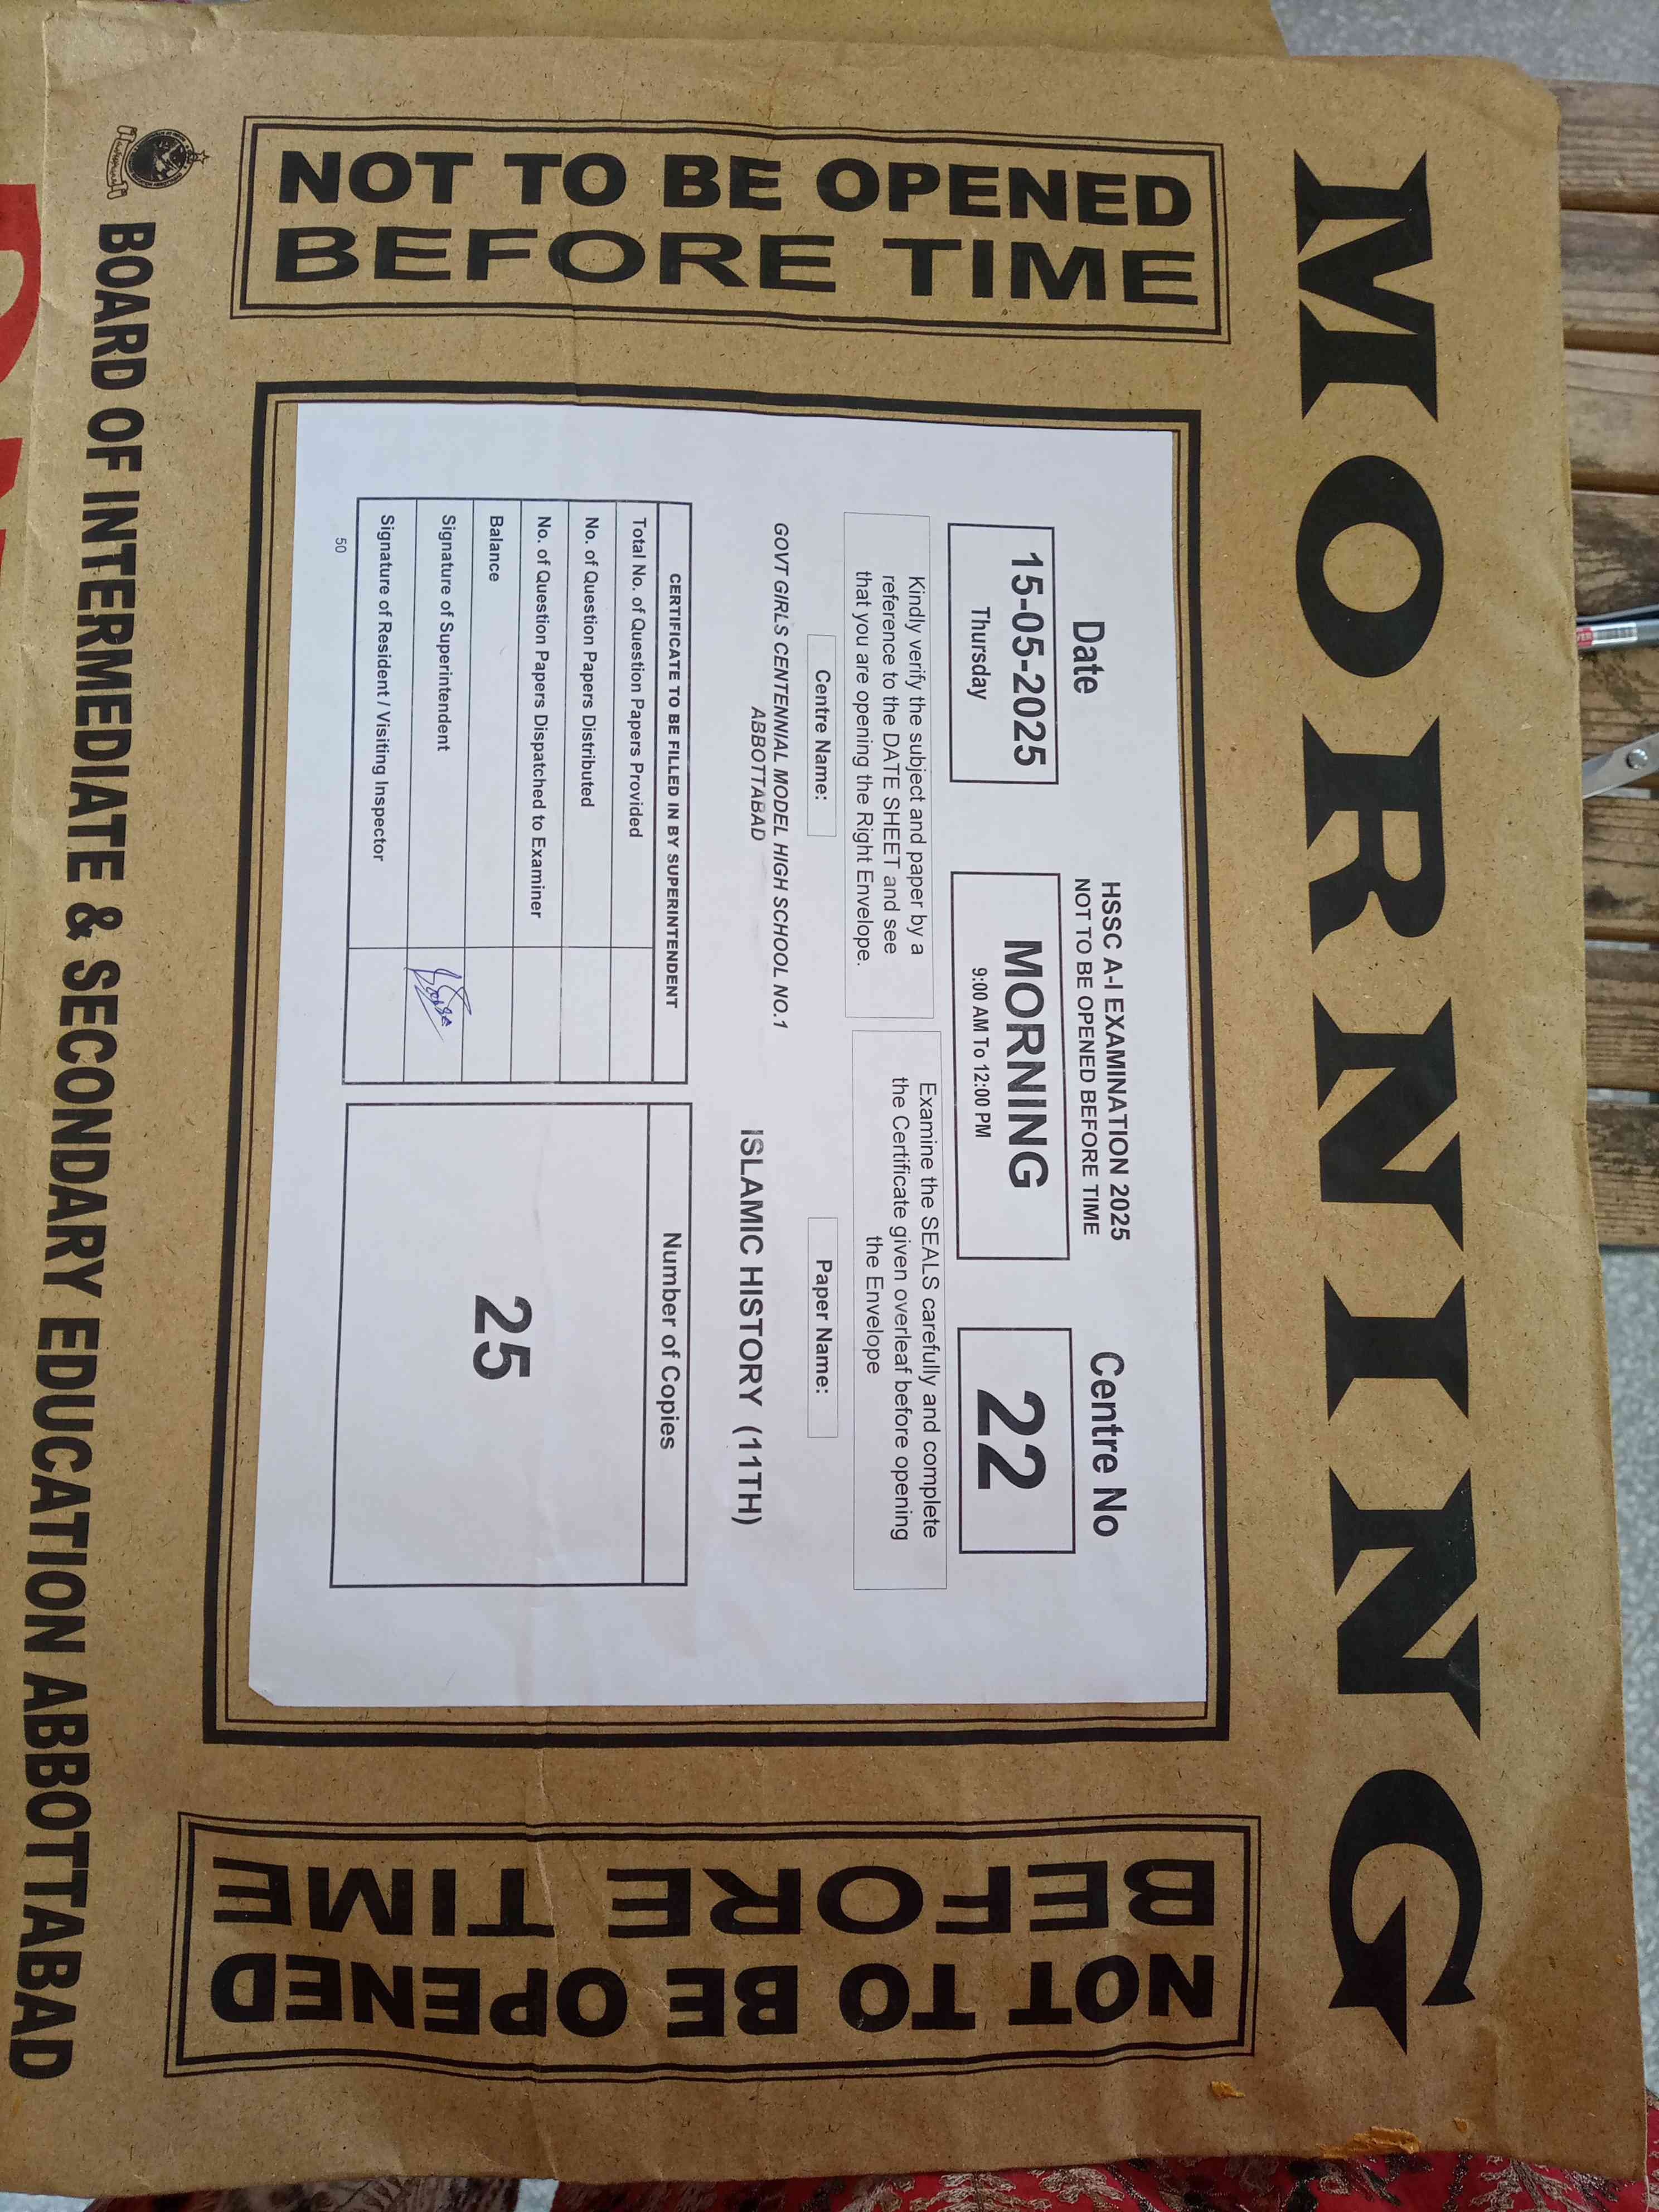 MORNING
NOT TO BE OPENED
BEFORE TIME
HSSC A-I EXAMINATION 2025
NOT TO BE OPENED BEFORE TIME
Date
Centre No
15-05-2025
Thursday
MORNING
9:00 AM To 12:00 PM
22
Kindly verify the subject and paper by a
reference to the DATE SHEET and see
that you are opening the Right Envelope.
Examine the SEALS carefully and complete
the Certificate given overleaf before opening
the Envelope
Centre Name:
Paper Name:
GOVT GIRLS CENTENNIAL MODEL HIGH SCHOOL NO.1
ABBOTTABAD
ISLAMIC HISTORY (11TH)
CERTIFICATE TO BE FILLED IN BY SUPERINTENDENT
Total No. of Question Papers Provided
No. of Question Papers Distributed
No. of Question Papers Dispatched to Examiner
Balance
Signature of Superintendent
Signature of Resident / Visiting Inspector
Number of Copies
25
50
NOT TO BE OPENED
BEFORE TIME
BOARD OF INTERMEDIATE & SECONDARY EDUCATION ABBOTTABAD